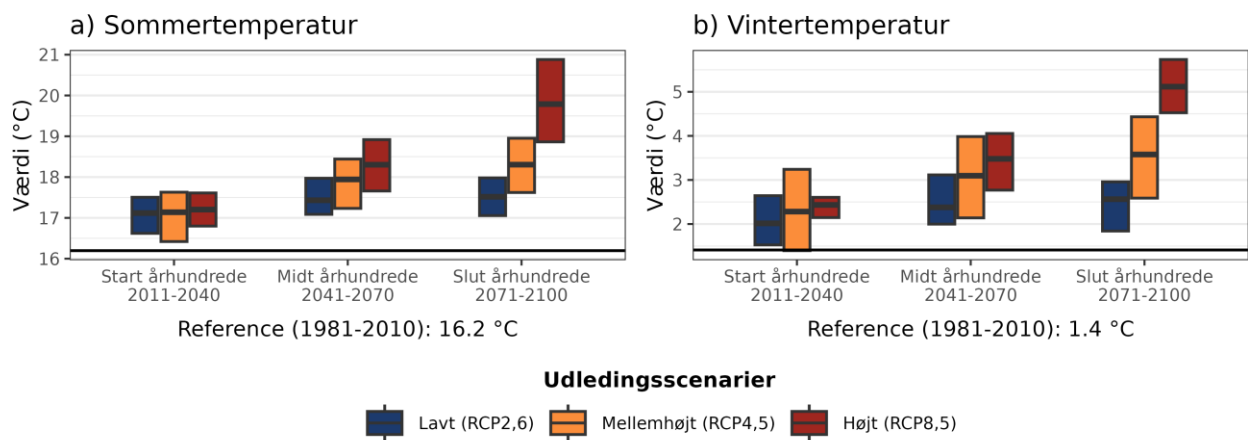 a) Sommertemperatur
Værdi (°C)
21
20
19
18
17
16
Start århundrede
2011-2040
Midt århundrede
2041-2070
Slut århundrede
2071-2100
Reference (1981-2010): 16.2 °C
b) Vintertemperatur
Værdi (°C)
5
4
3
2
Start århundrede
2011-2040
Midt århundrede
2041-2070
Slut århundrede
2071-2100
Reference (1981-2010): 1.4 °C
Udledingsscenarier
Lavt (RCP2,6)
Mellemhøjt (RCP4,5)
Højt (RCP8,5)